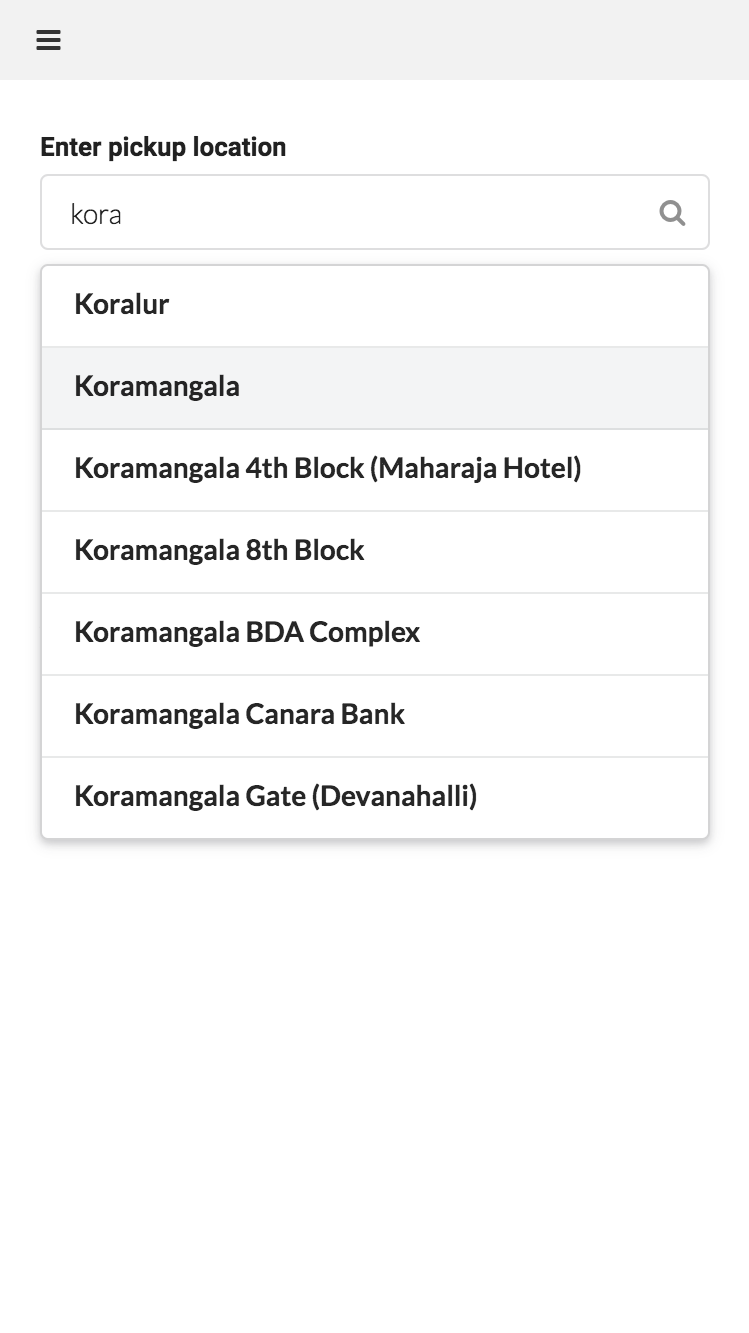 Enter pickup location
kora
Koralur
Koramangala
Koramangala 4th Block (Maharaja Hotel)
Koramangala 8th Block
Koramangala BDA Complex
Koramangala Canara Bank
Koramangala Gate (Devanahalli)